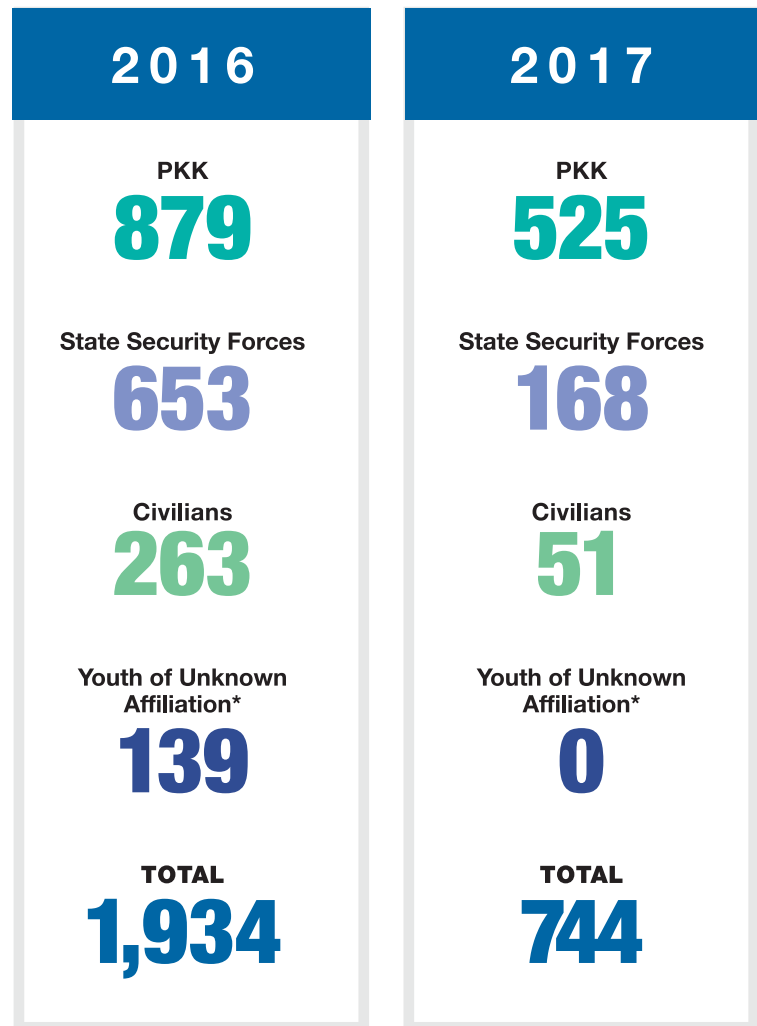 2016
PKK
879
State Security Forces
653
Civilians
263
Youth of Unknown
Affiliation*
139
TOTAL
1,934
2017
PKK
525
State Security Forces
168
Civilians
51
Youth of Unknown
Affiliation*
0
TOTAL
744